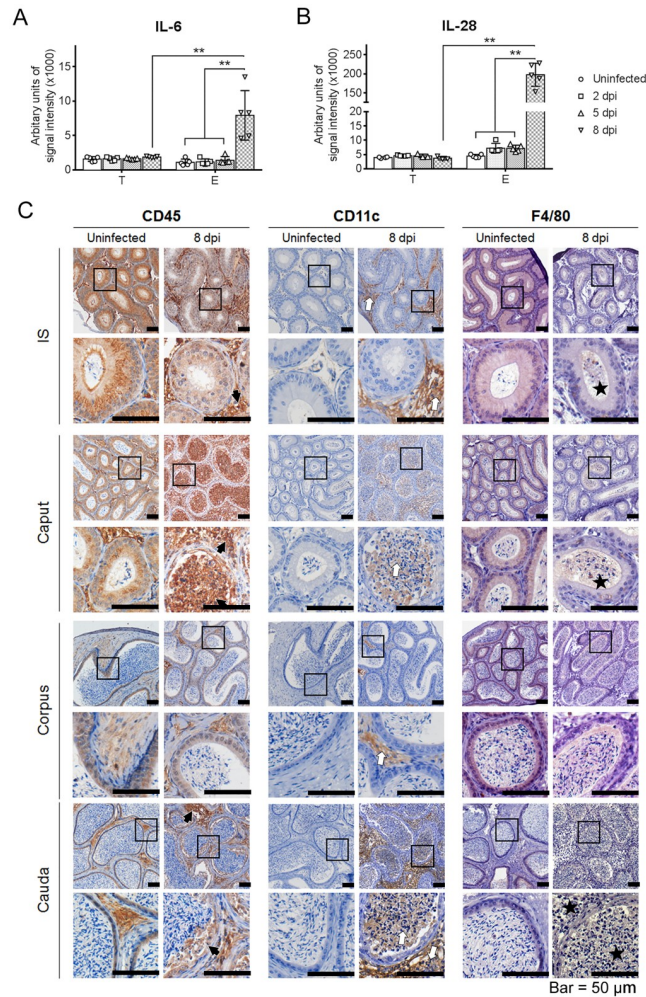 A
IL-6
**
**
Arbitary units of
signal intensity (x1000)
15
10
5
0
T
E
B
IL-28
**
**
Arbitary units of
signal intensity (x1000)
250
200
150
100
50
10
5
0
T
E
Uninfected
2 dpi
5 dpi
8 dpi
C
CD45
CD11c
F4/80
Uninfected
8 dpi
Uninfected
8 dpi
Uninfected
8 dpi
IS
Caput
Corpus
Cauda
Bar = 50 μm